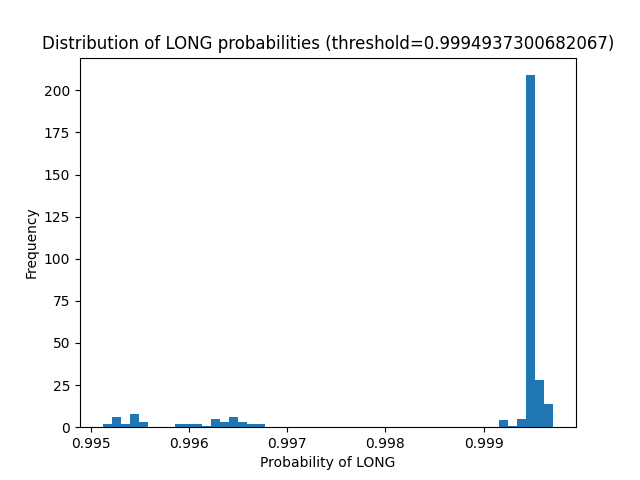 Distribution of LONG probabilities (threshold=0.9994937300682067)
200
175
150
125
100
75
50
25
0
Frequency
0.995 0.996 0.997 0.998 0.999
Probability of LONG